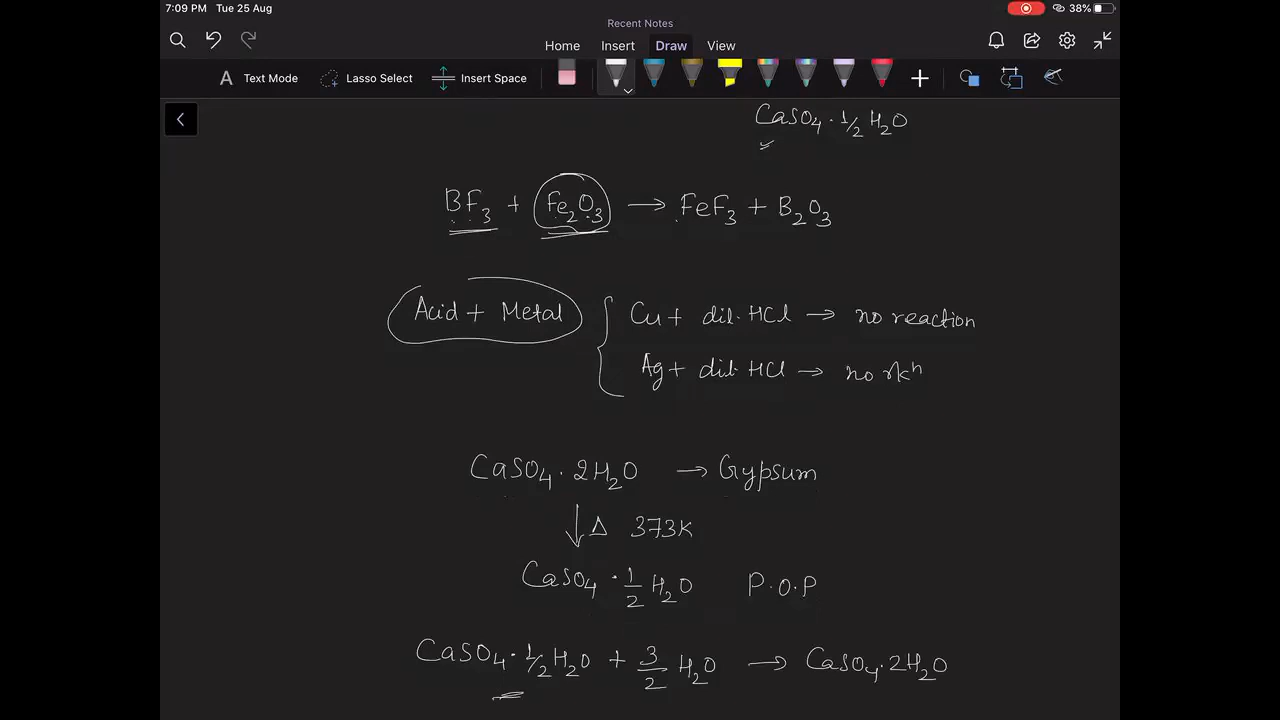 7:09 PM Tue 25 Aug
38%
Recent Notes
Home Insert Draw View
Text Mode Lasso Select Insert Space
CaSO₄·1/2 H₂O
BF₃ + Fe₂O₃ → FeF₃ + B₂O₃
Acid + Metal { Cu + dil· HCl → no reaction
Ag + dil· HCl → no rxⁿ
CaSO₄·2H₂O → Gypsum
↓ Δ 373K
CaSO₄·1/2 H₂O P.O.P
CaSO₄·1/2 H₂O + 3/2 H₂O → CaSO₄·2H₂O